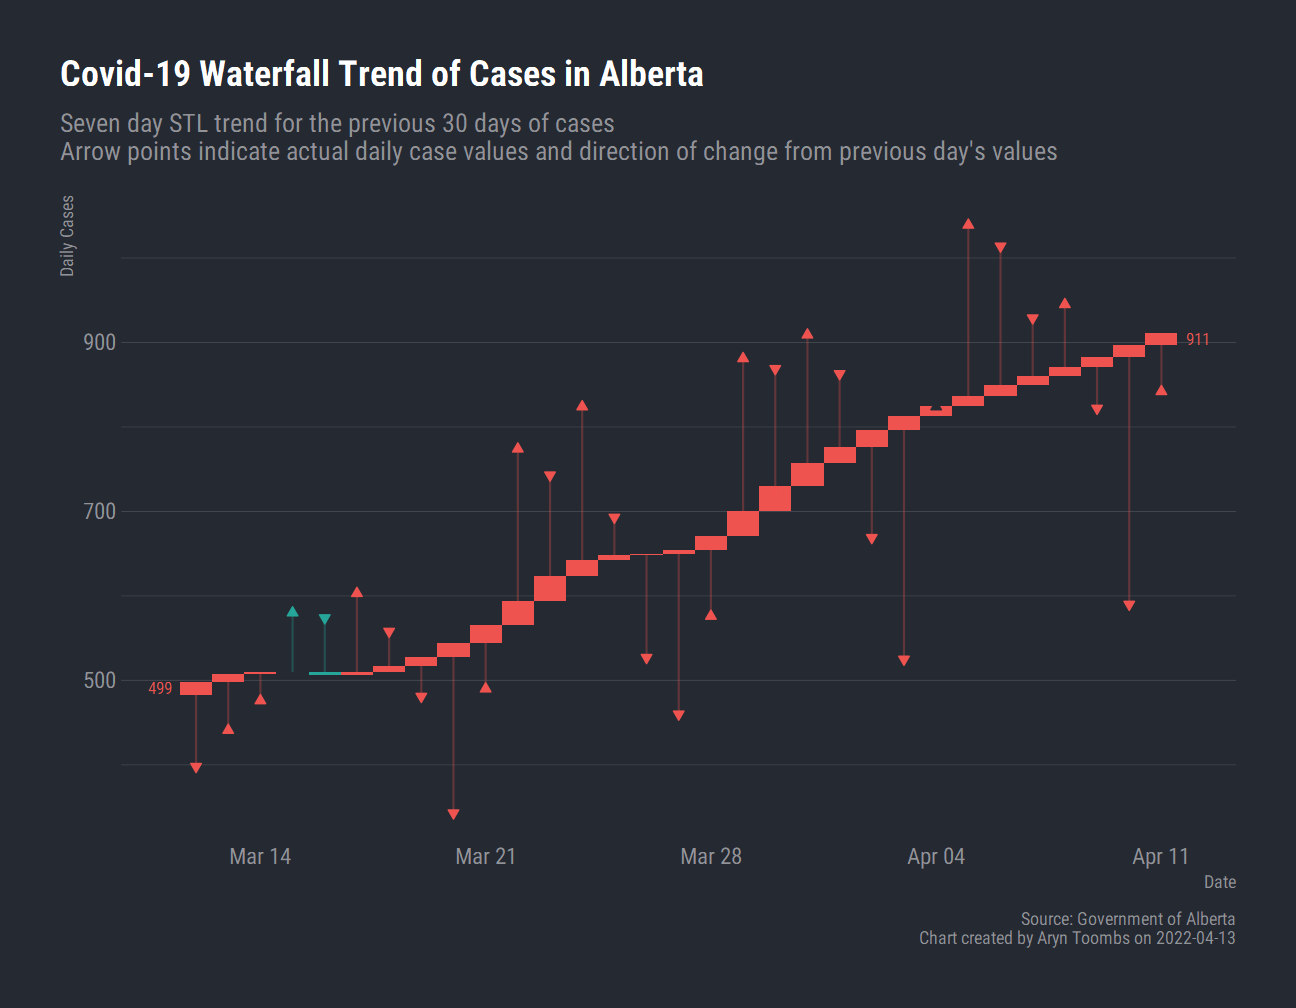 Covid-19 Waterfall Trend of Cases in Alberta
Seven day STL trend for the previous 30 days of cases
Arrow points indicate actual daily case values and direction of change from previous day's values
Daily Cases
900
700
500
499
911
Mar 14
Mar 21
Mar 28
Apr 04
Apr 11
Date
Source: Government of Alberta
Chart created by Aryn Toombs on 2022-04-13